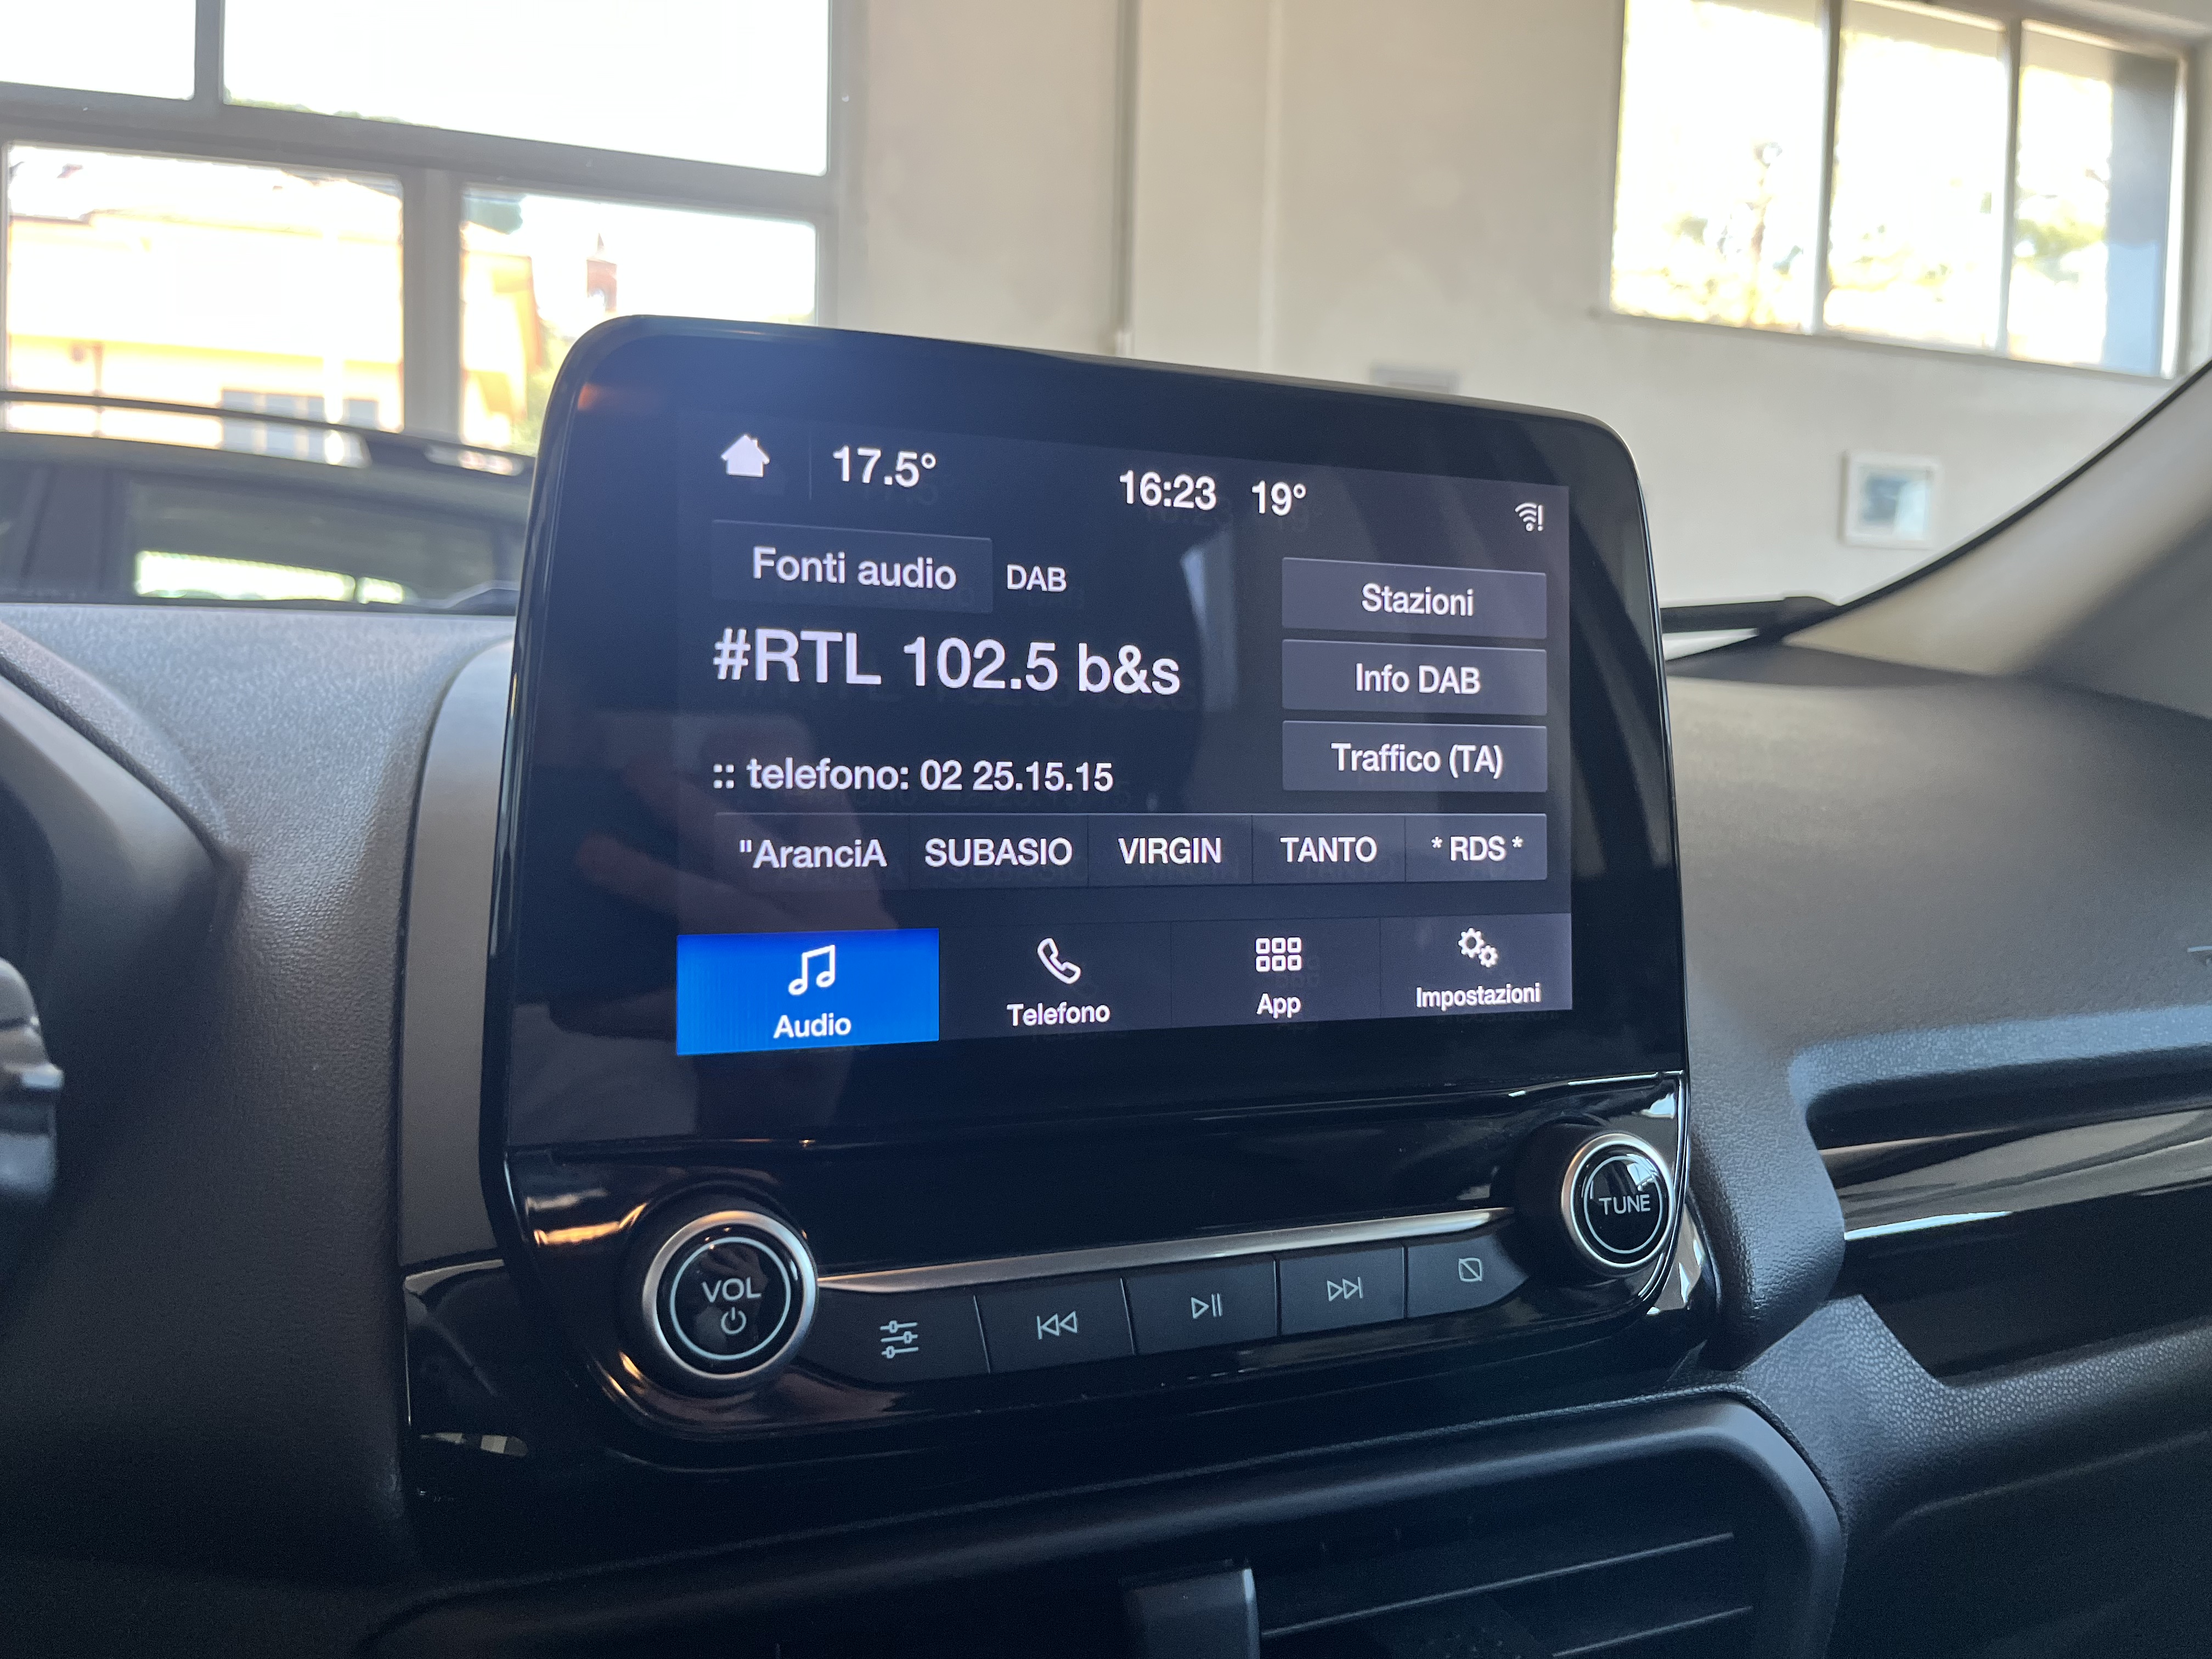 17.5° 16:23 19°
Fonti audio DAB
Stazioni
#RTL 102.5 b&s
Info DAB
Traffico (TA)
:: telefono: 02 25.15.15
"AranciA SUBASIO VIRGIN TANTO * RDS *
Audio Telefono App Impostazioni
VOL
TUNE